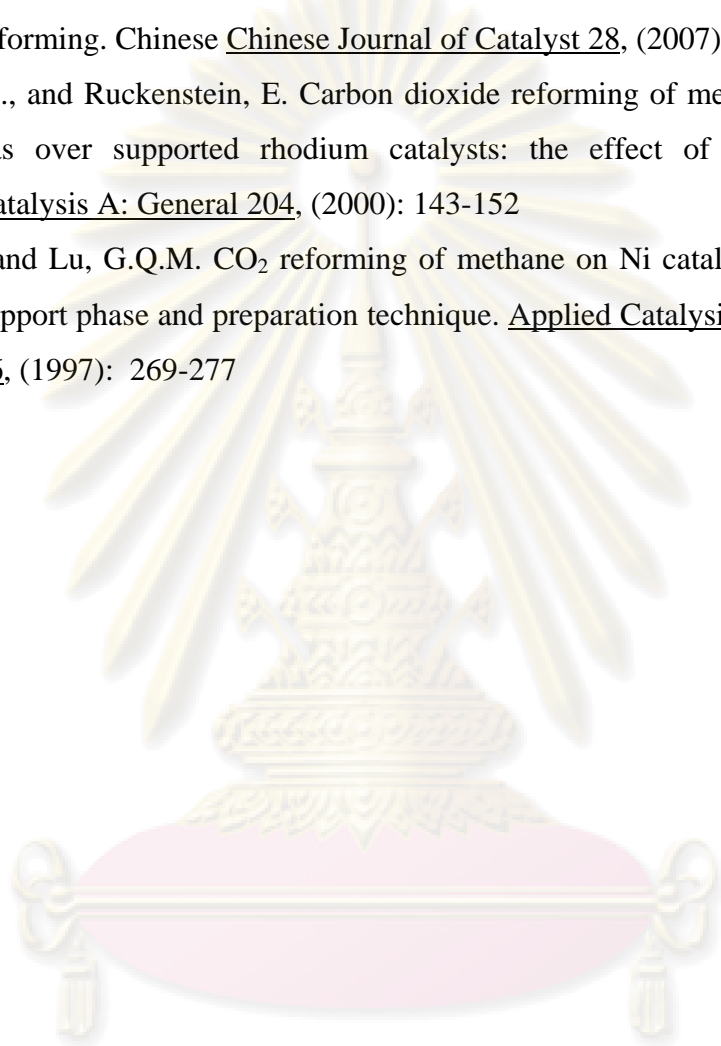 forming. Chinese Chinese Journal of Catalyst 28, (2007)
., and Ruckenstein, E. Carbon dioxide reforming of me
as over supported rhodium catalysts: the effect of
atalysis A: General 204, (2000): 143-152
and Lu, G.Q.M. CO₂ reforming of methane on Ni catal
pport phase and preparation technique. Applied Catalysi
, (1997): 269-277